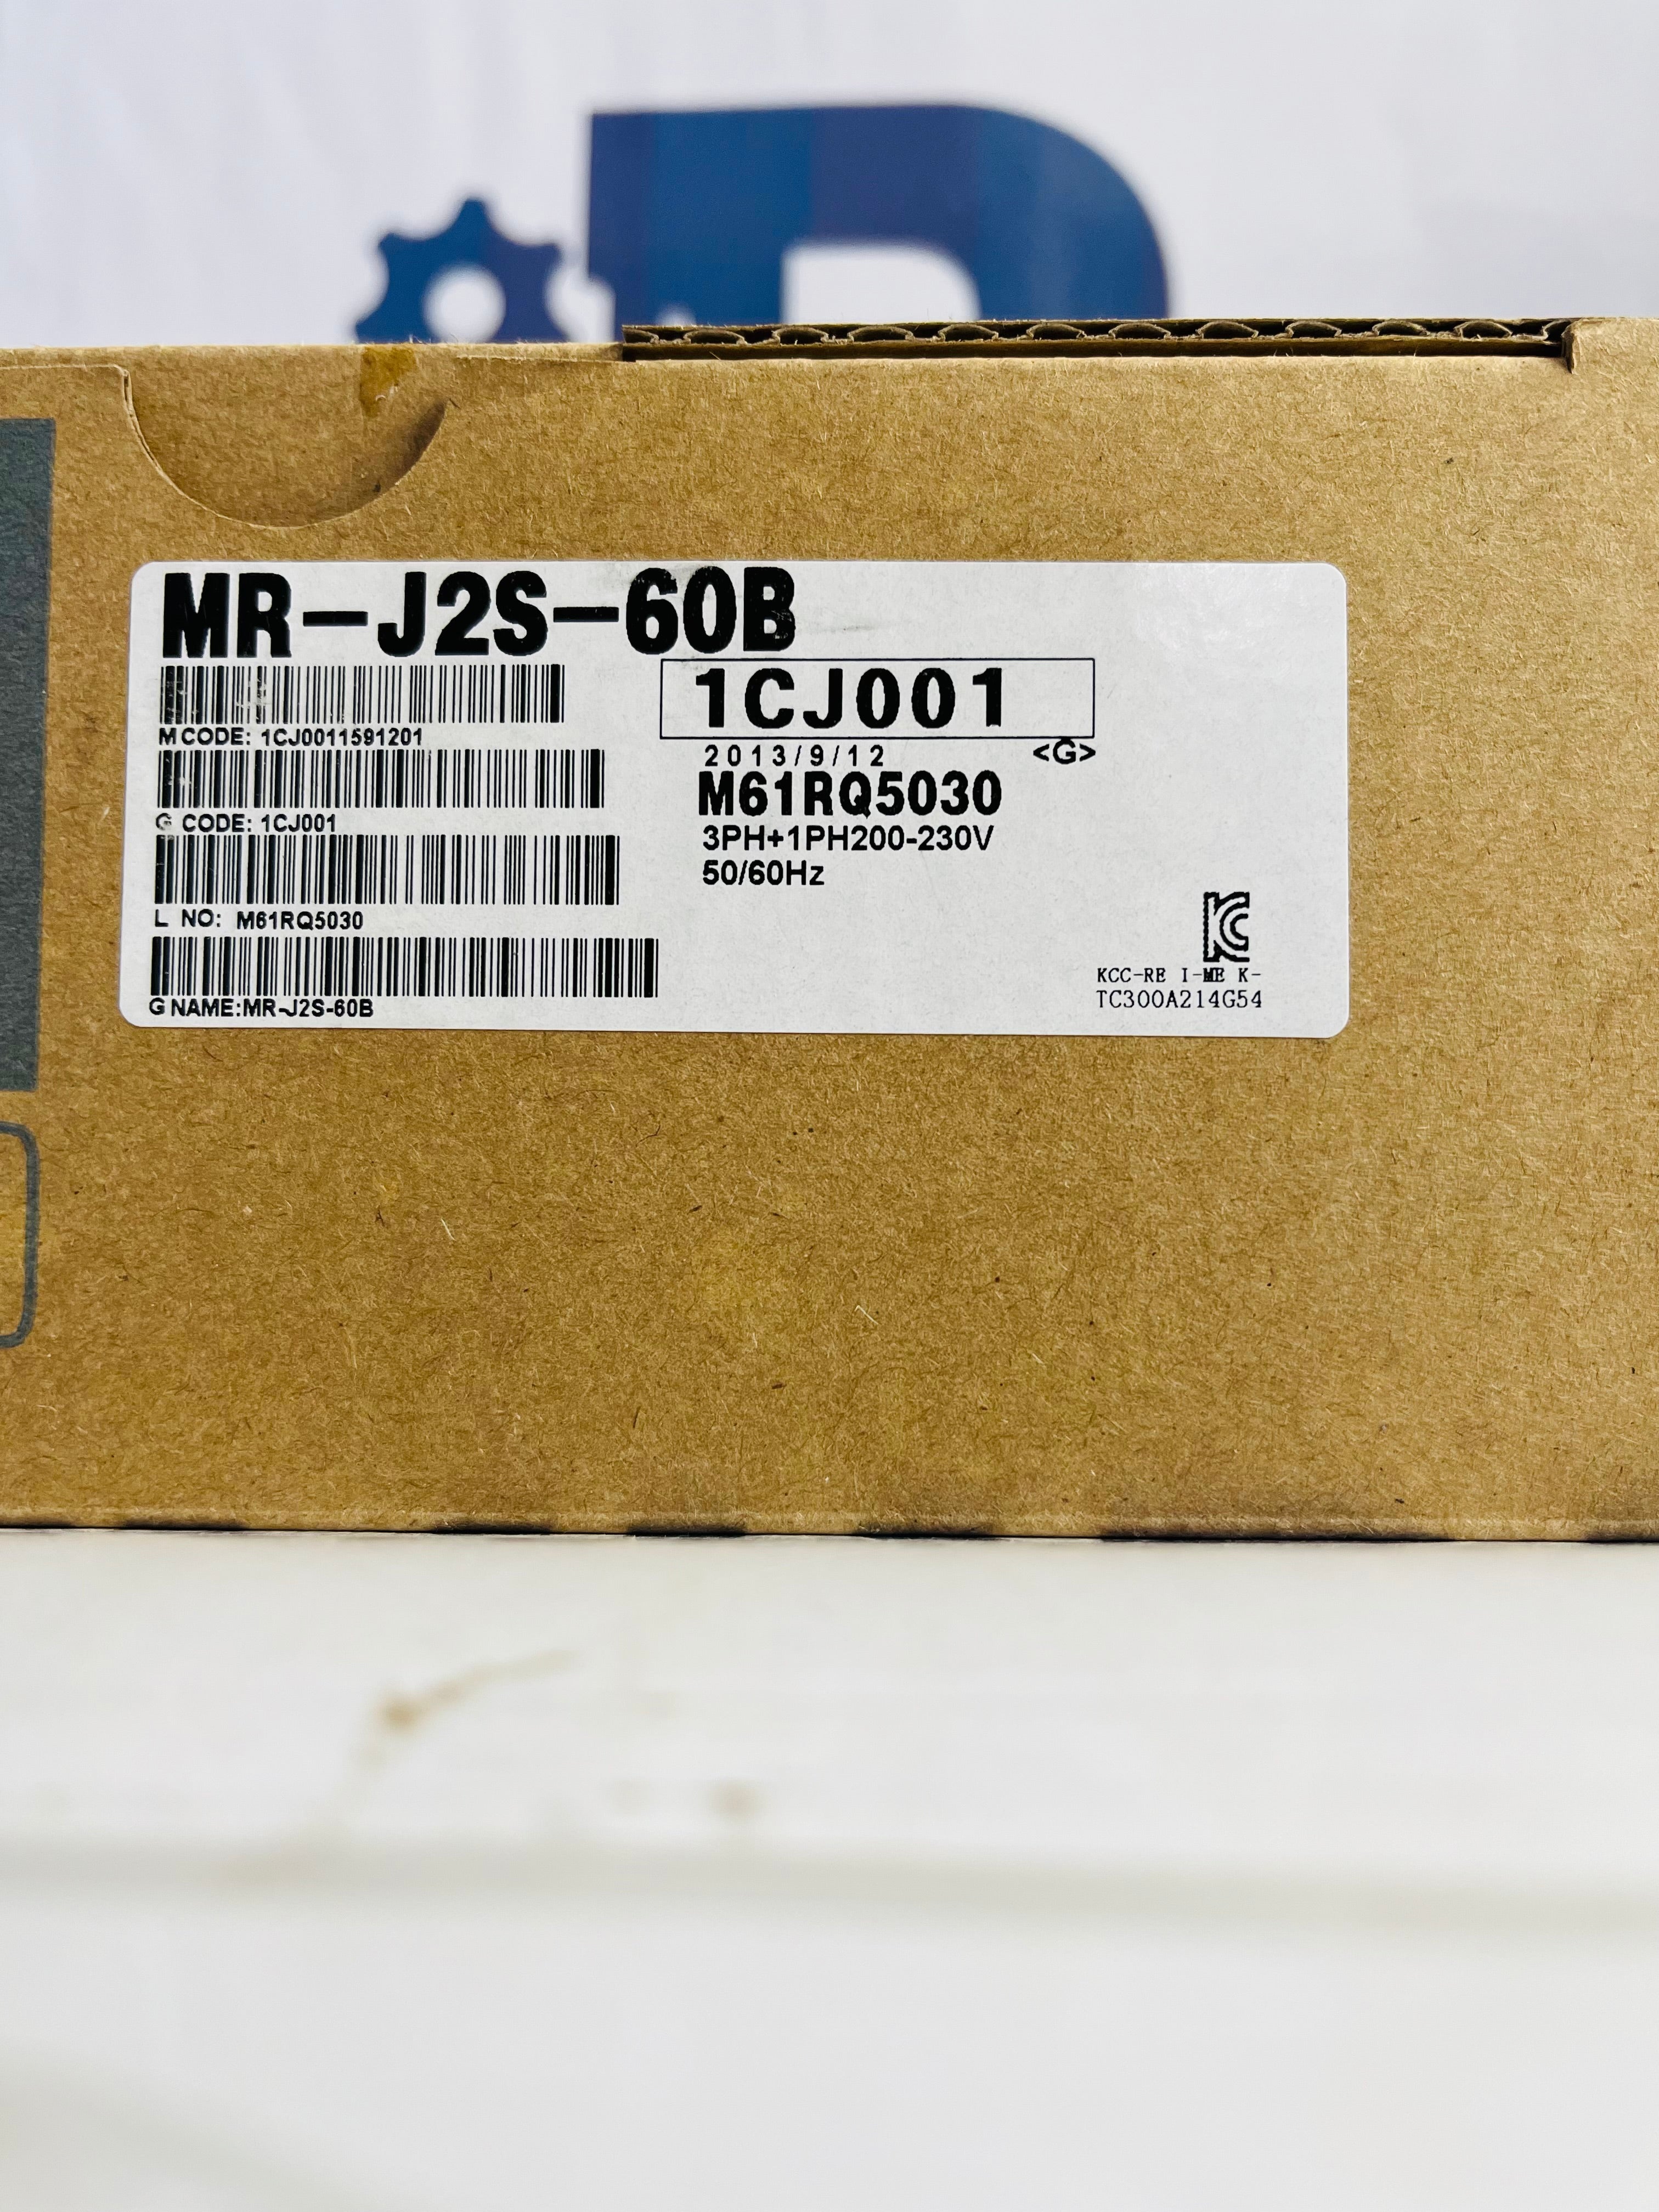 MR-J2S-60B
1CJ001
M CODE: 1CJ0011591201
2013/9/12 <G>
M61RQ5030
G CODE: 1CJ001
3PH+1PH200-230V
50/60Hz
L NO: M61RQ5030
KC
KCC-RE I-ME K-
TC300A214G54
G NAME:MR-J2S-60B